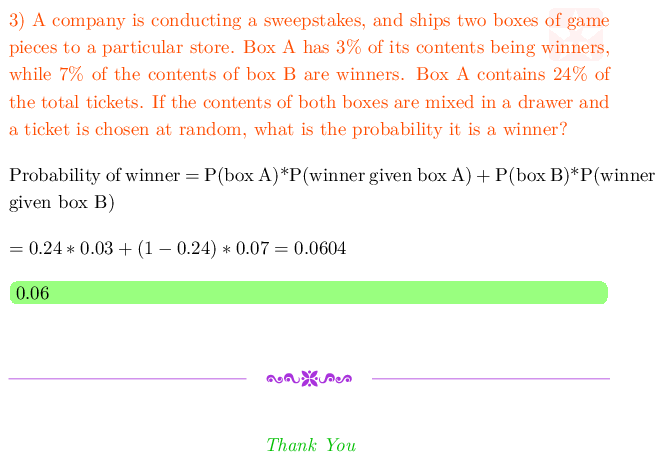 3) A company is conducting a sweepstakes, and ships two boxes of game
pieces to a particular store. Box A has 3% of its contents being winners,
while 7% of the contents of box B are winners. Box A contains 24% of
the total tickets. If the contents of both boxes are mixed in a drawer and
a ticket is chosen at random, what is the probability it is a winner?
Probability of winner = P(box A)*P(winner given box A) + P(box B)*P(winner
given box B)
= 0.24 ∗ 0.03 + (1 − 0.24) ∗ 0.07 = 0.0604
0.06
Thank You